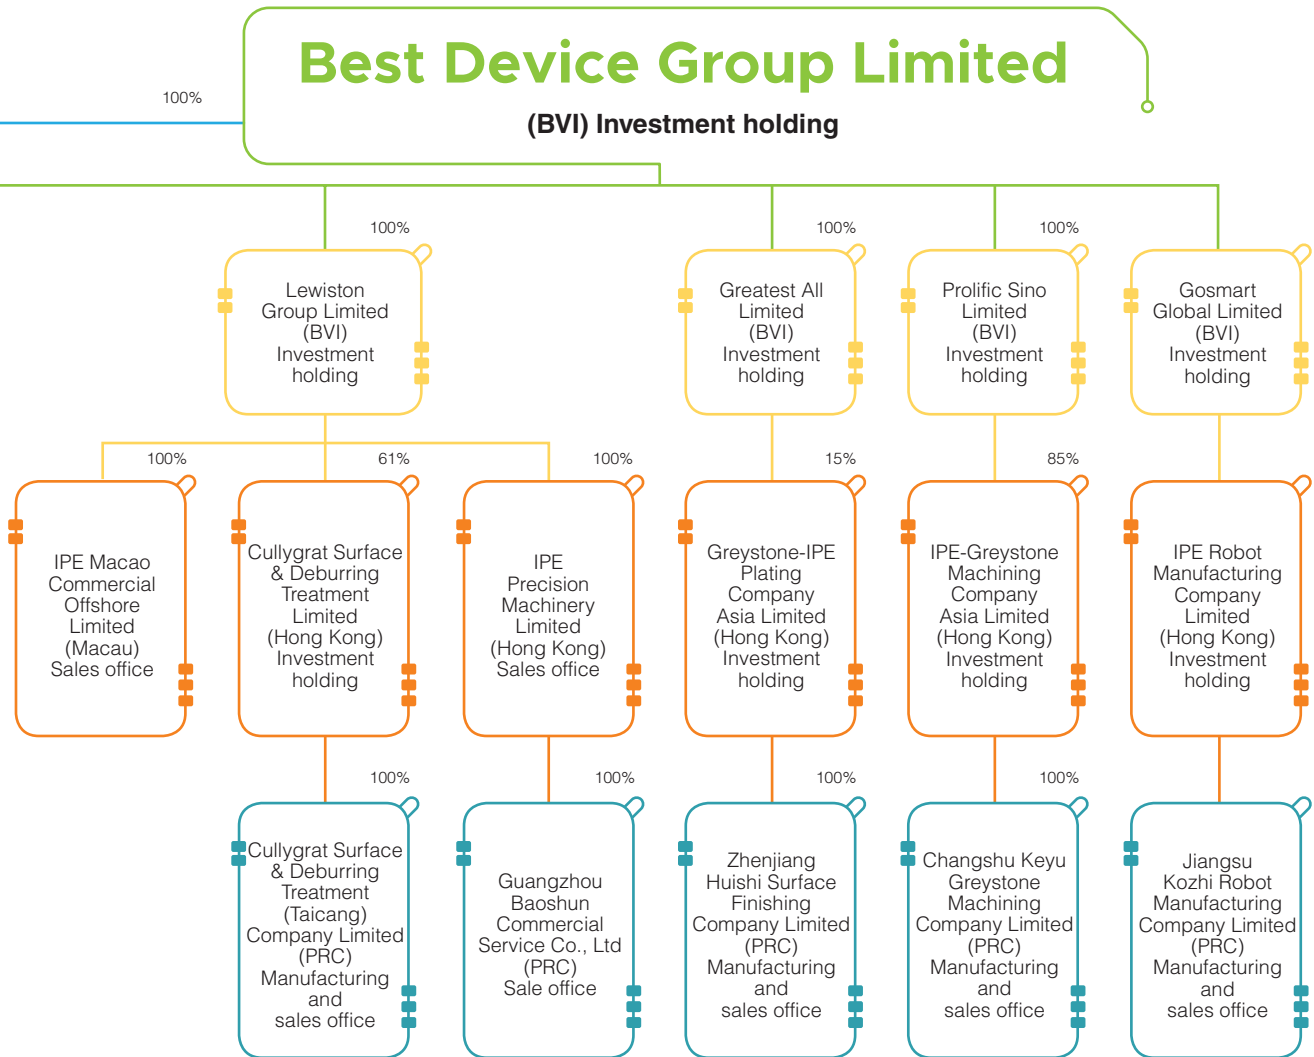 Best Device Group Limited
100%
(BVI) Investment holding
100%
100%
100%
Lewiston
Group Limited
(BVI)
Investment
holding
Greatest All
Limited
(BVI)
Investment
holding
Prolific Sino
Limited
(BVI)
Investment
holding
Gosmart
Global Limited
(BVI)
Investment
holding
100%
61%
100%
15%
85%
IPE Macao
Commercial
Offshore
Limited
(Macau)
Sales office
Cullygrat Surface
& Deburring
Treatment
Limited
(Hong Kong)
Investment
holding
IPE
Precision
Machinery
Limited
(Hong Kong)
Sales office
Greystone-IPE
Plating
Company
Asia Limited
(Hong Kong)
Investment
holding
IPE-Greystone
Machining
Company
Asia Limited
(Hong Kong)
Investment
holding
IPE Robot
Manufacturing
Company
Limited
(Hong Kong)
Investment
holding
100%
100%
100%
100%
Cullygrat Surface
& Deburring
Treatment
(Taicang)
Company Limited
(PRC)
Manufacturing
and
sales office
Guangzhou
Baoshun
Commercial
Service Co., Ltd
(PRC)
Sale office
Zhenjiang
Huishi Surface
Finishing
Company Limited
(PRC)
Manufacturing
and
sales office
Changshu Keyu
Greystone
Machining
Company Limited
(PRC)
Manufacturing
and
sales office
Jiangsu
Kozhi Robot
Manufacturing
Company Limited
(PRC)
Manufacturing
and
sales office